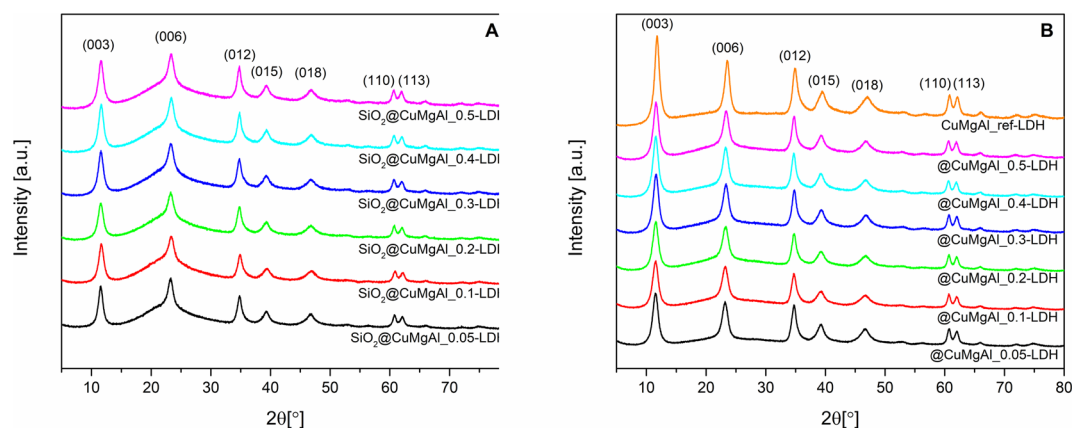 A
(003)
(006)
(012)
(015)
(018)
(110)
(113)
SiO₂@CuMgAl_0.5-LDH
SiO₂@CuMgAl_0.4-LDH
SiO₂@CuMgAl_0.3-LDH
SiO₂@CuMgAl_0.2-LDH
SiO₂@CuMgAl_0.1-LDH
SiO₂@CuMgAl_0.05-LDH
Intensity [a.u.]
10 20 30 40 50 60 70
2θ[°]
B
(003)
(006)
(012)
(015)
(018)
(110)
(113)
CuMgAl_ref-LDH
@CuMgAl_0.5-LDH
@CuMgAl_0.4-LDH
@CuMgAl_0.3-LDH
@CuMgAl_0.2-LDH
@CuMgAl_0.1-LDH
@CuMgAl_0.05-LDH
Intensity [a.u.]
10 20 30 40 50 60 70 80
2θ[°]